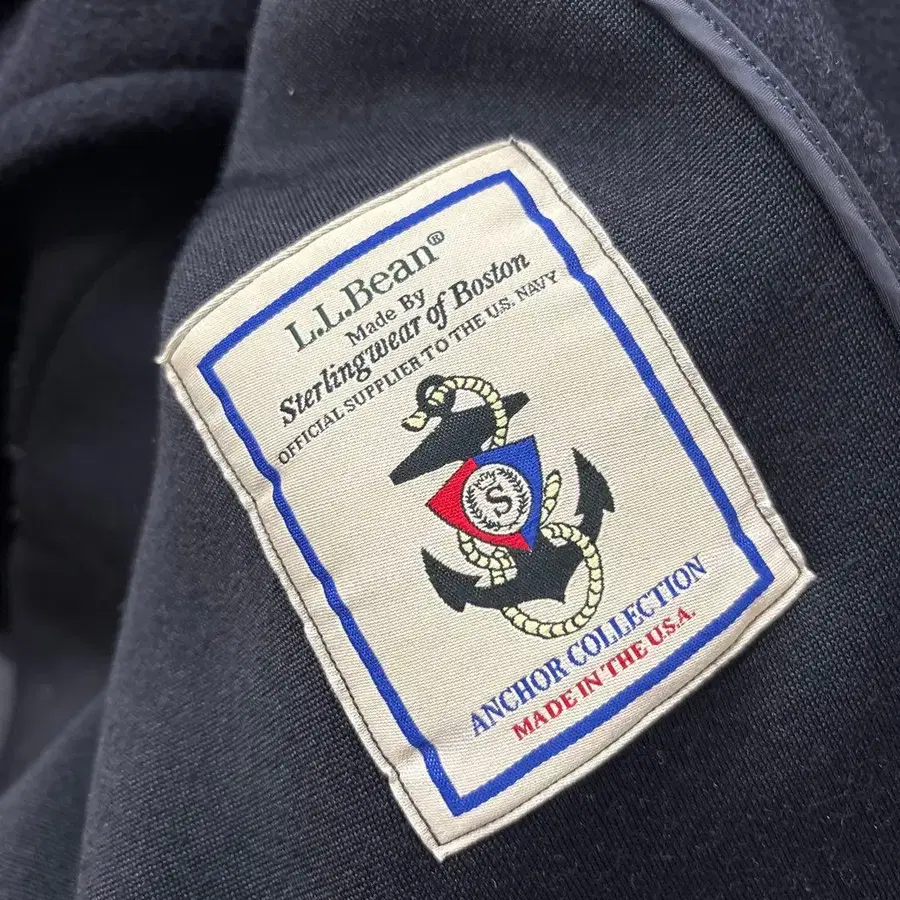 L.L.Bean®
Made By
Sterlingwear of Boston
OFFICIAL SUPPLIER TO THE U.S. NAVY
S
ANCHOR COLLECTION
MADE IN THE U.S.A.